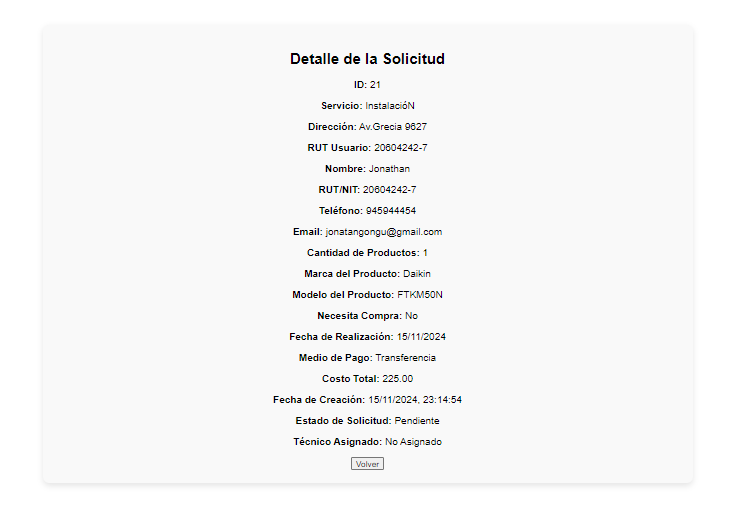 Detalle de la Solicitud
ID: 21
Servicio: InstalacióN
Dirección: Av.Grecia 9627
RUT Usuario: 20604242-7
Nombre: Jonathan
RUT/NIT: 20604242-7
Teléfono: 945944454
Email: jonatangongu@gmail.com
Cantidad de Productos: 1
Marca del Producto: Daikin
Modelo del Producto: FTKM50N
Necesita Compra: No
Fecha de Realización: 15/11/2024
Medio de Pago: Transferencia
Costo Total: 225.00
Fecha de Creación: 15/11/2024, 23:14:54
Estado de Solicitud: Pendiente
Técnico Asignado: No Asignado
Volver